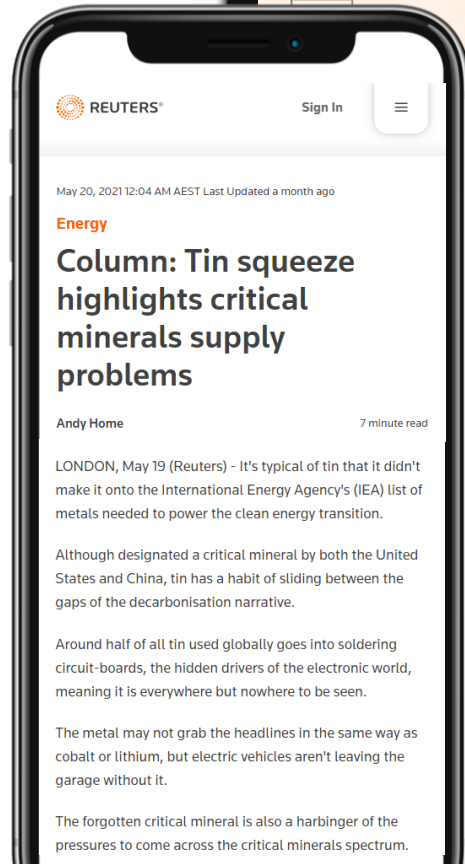 REUTERS®
Sign In
May 20, 2021 12:04 AM AEST Last Updated a month ago
Energy
Column: Tin squeeze
highlights critical
minerals supply
problems
Andy Home
7 minute read
LONDON, May 19 (Reuters) - It's typical of tin that it didn't
make it onto the International Energy Agency's (IEA) list of
metals needed to power the clean energy transition.
Although designated a critical mineral by both the United
States and China, tin has a habit of sliding between the
gaps of the decarbonisation narrative.
Around half of all tin used globally goes into soldering
circuit-boards, the hidden drivers of the electronic world,
meaning it is everywhere but nowhere to be seen.
The metal may not grab the headlines in the same way as
cobalt or lithium, but electric vehicles aren't leaving the
garage without it.
The forgotten critical mineral is also a harbinger of the
pressures to come across the critical minerals spectrum.